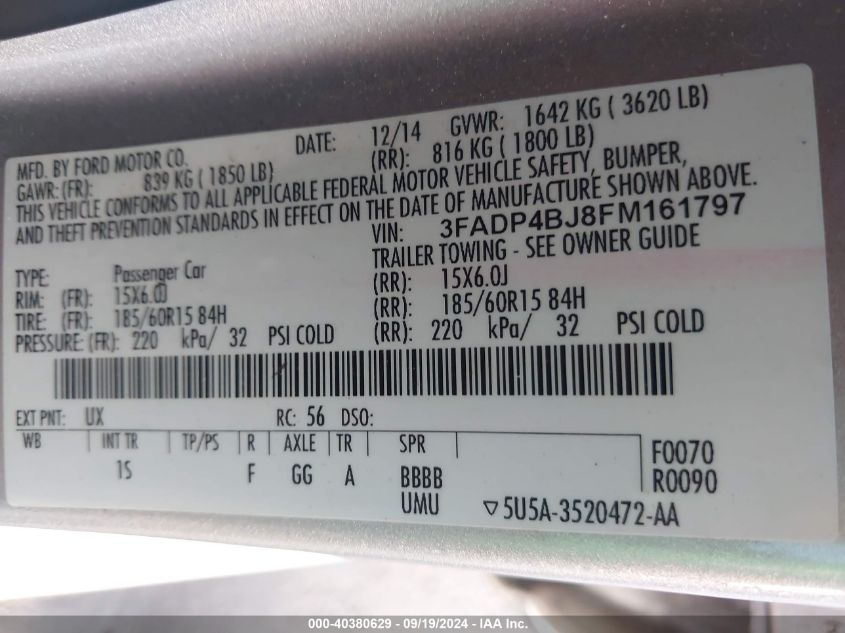 MFD. BY FORD MOTOR CO.
DATE: 12/14 GVWR: 1642 KG ( 3620 LB)
GAWR: (FR): 839 KG ( 1850 LB) (RR): 816 KG ( 1800 LB)
THIS VEHICLE CONFORMS TO ALL APPLICABLE FEDERAL MOTOR VEHICLE SAFETY, BUMPER,
AND THEFT PREVENTION STANDARDS IN EFFECT ON THE DATE OF MANUFACTURE SHOWN ABOVE.
VIN: 3FADP4BJ8FM161797
TRAILER TOWING - SEE OWNER GUIDE
TYPE: Passenger Car
RIM: (FR): 15X6.0J (RR): 15X6.0J
TIRE: (FR): 185/60R15 84H (RR): 185/60R15 84H
PRESSURE: (FR): 220 kPa/ 32 PSI COLD (RR): 220 kPa/ 32 PSI COLD
EXT PNT: UX RC: 56 DSO:
WB INT TR TP/PS R AXLE TR SPR F0070
1S F GG A BBBB R0090
UMU ▽5U5A-3520472-AA
000-40380629 - 09/19/2024 - IAA Inc.